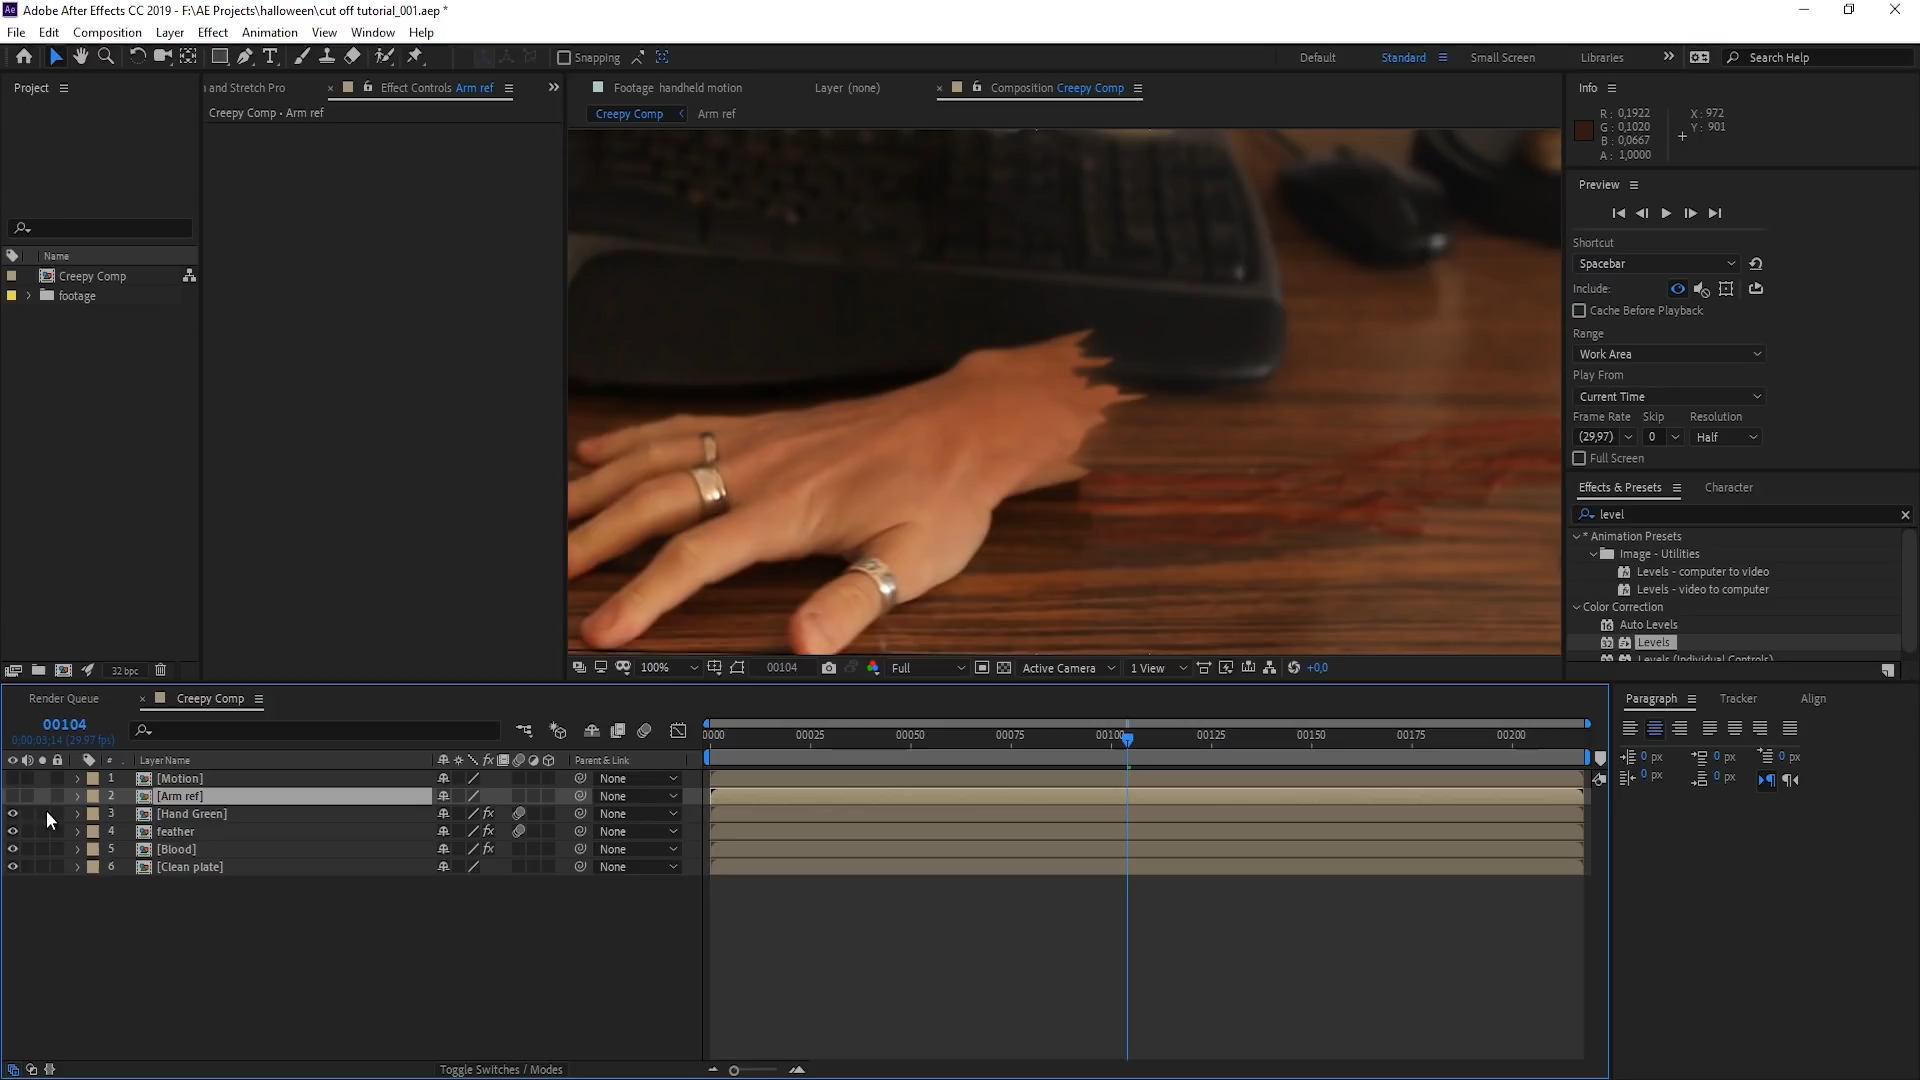 Adobe After Effects CC 2019 - F:\AE Projects\halloween\cut off tutorial_001.aep *
File Edit Composition Layer Effect Animation View Window Help
Snapping
Default Standard Small Screen Libraries Search Help
Project
and Stretch Pro
Effect Controls Arm ref
Footage handheld motion
Layer (none)
Composition Creepy Comp
Info
Creepy Comp • Arm ref
Creepy Comp Arm ref
R : 0,1922
G : 0,1020
B : 0,0667
A : 1,0000
X : 972
Y : 901
Preview
Shortcut
Spacebar
Include:
Cache Before Playback
Range
Work Area
Play From
Current Time
Frame Rate Skip Resolution
(29,97) 0 Half
Full Screen
Name
Creepy Comp
footage
Effects & Presets Character
level
* Animation Presets
Image - Utilities
Levels - computer to video
Levels - video to computer
Color Correction
Auto Levels
Levels
Levels (Individual Controls)
32 bpc
100% 00104 Full Active Camera 1 View +0,0
Render Queue Creepy Comp
00104
0;00;03;14 (29.97 fps)
0000 00025 00050 00075 00100 00125 00150 00175 00200
# Layer Name Parent & Link
1 [Motion] None
2 [Arm ref] None
3 [Hand Green] fx None
4 feather fx None
5 [Blood] fx None
6 [Clean plate] None
Toggle Switches / Modes
Paragraph Tracker Align
0 px 0 px 0 px
0 px 0 px